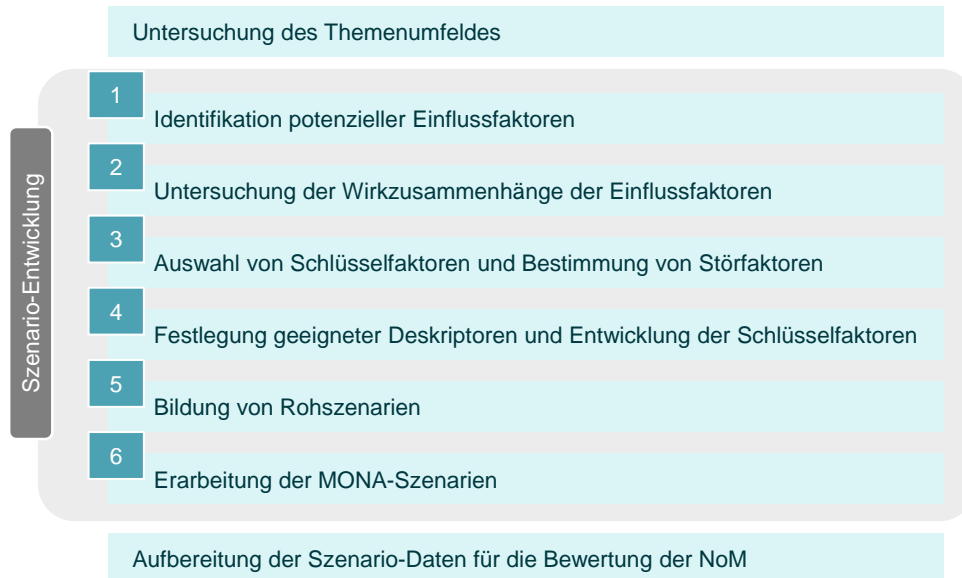 Untersuchung des Themenumfeldes
Szenario-Entwicklung
1
Identifikation potenzieller Einflussfaktoren
2
Untersuchung der Wirkzusammenhänge der Einflussfaktoren
3
Auswahl von Schlüsselfaktoren und Bestimmung von Störfaktoren
4
Festlegung geeigneter Deskriptoren und Entwicklung der Schlüsselfaktoren
5
Bildung von Rohszenarien
6
Erarbeitung der MONA-Szenarien
Aufbereitung der Szenario-Daten für die Bewertung der NoM